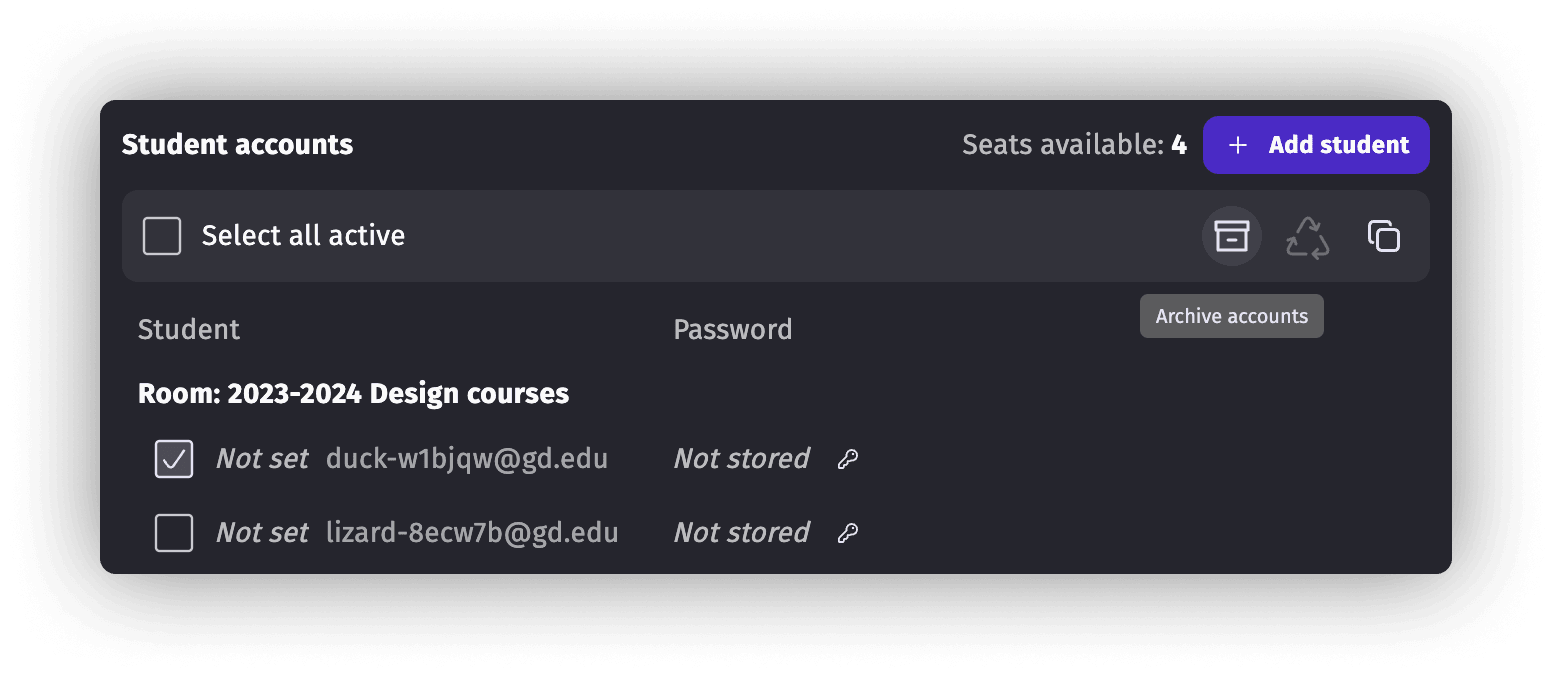 Student accounts
Seats available: 4
+ Add student
Select all active
Archive accounts
Student
Password
Room: 2023-2024 Design courses
Not set duck-w1bjqw@gd.edu Not stored
Not set lizard-8ecw7b@gd.edu Not stored